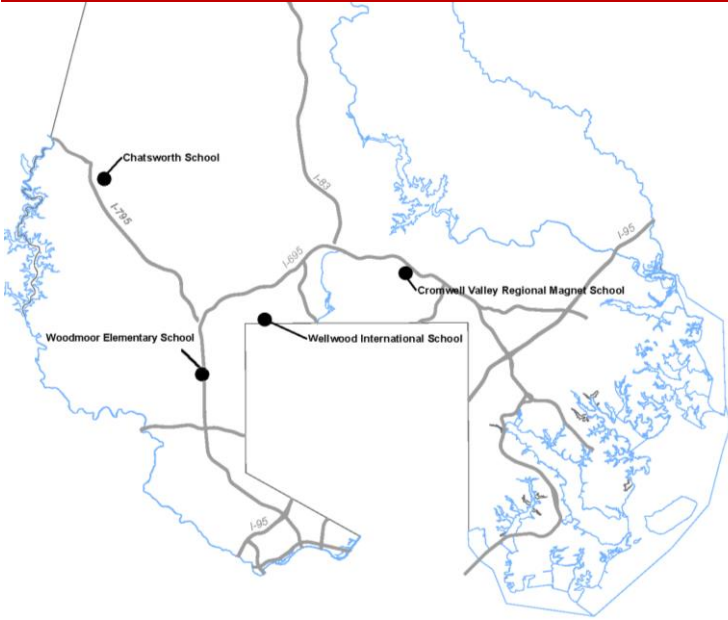 Chatsworth School
I-83
I-795
I-95
I-695
Cromwell Valley Regional Magnet School
Woodmoor Elementary School
Wellwood International School
I-95